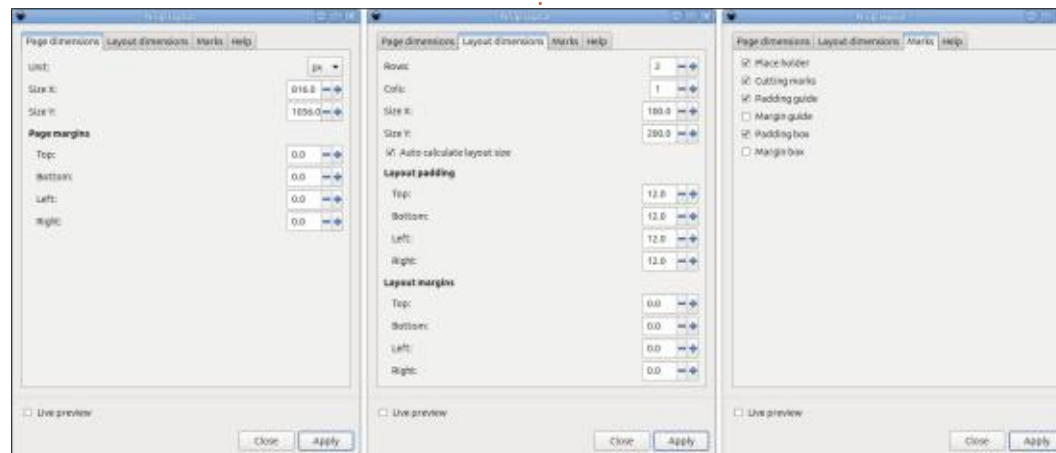 Page dimensions Layout dimensions Marks Help
Unit: px
Size X: 816.0
Size Y: 1056.0
Page margins
Top: 0.0
Bottom: 0.0
Left: 0.0
Right: 0.0
Live preview
Close Apply
Page dimensions Layout dimensions Marks Help
Rows:
Cols: 1
Size X: 180.0
Size Y: 200.0
Auto calculate layout size
Layout padding
Top: 12.0
Bottom: 12.0
Left: 12.0
Right: 12.0
Layout margins
Top: 0.0
Bottom: 0.0
Left: 0.0
Right: 0.0
Live preview
Close Apply
Page dimensions Layout dimensions Marks Help
Place holder
Cutting marks
Padding guide
Margin guide
Padding box
Margin box
Live preview
Close Apply